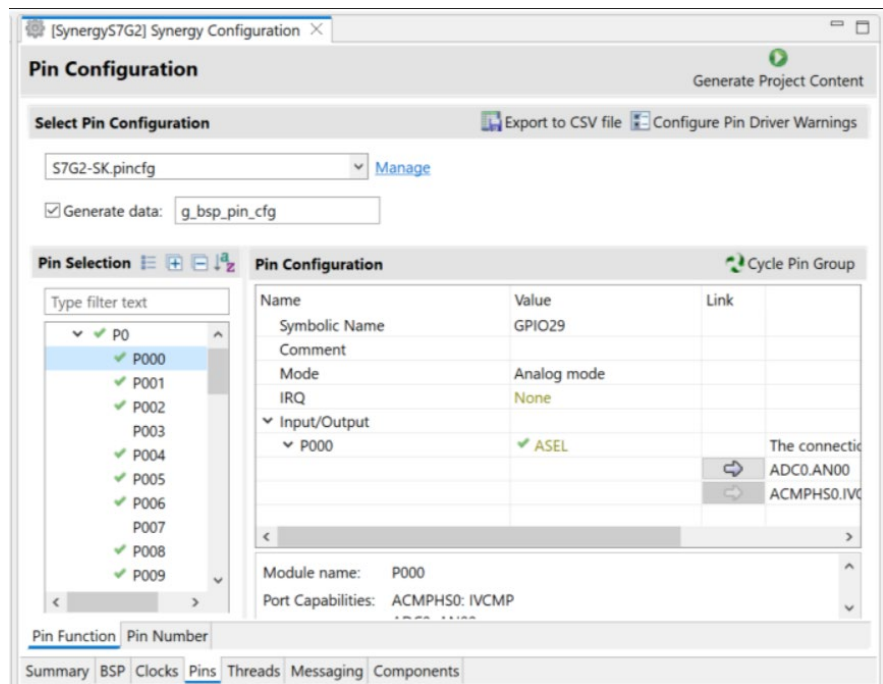 [SynergyS7G2] Synergy Configuration
Pin Configuration
Generate Project Content
Select Pin Configuration
Export to CSV file
Configure Pin Driver Warnings
S7G2-SK.pincfg
Manage
Generate data:
g_bsp_pin_cfg
Pin Selection
Type filter text
P0
P000
P001
P002
P003
P004
P005
P006
P007
P008
P009
Pin Configuration
Cycle Pin Group
Name Value Link
Symbolic Name GPIO29
Comment
Mode Analog mode
IRQ None
Input/Output
P000 ASEL The connectic
ADC0.AN00
ACMPHS0.IVC
Module name: P000
Port Capabilities: ACMPHS0: IVCMP
Pin Function Pin Number
Summary BSP Clocks Pins Threads Messaging Components